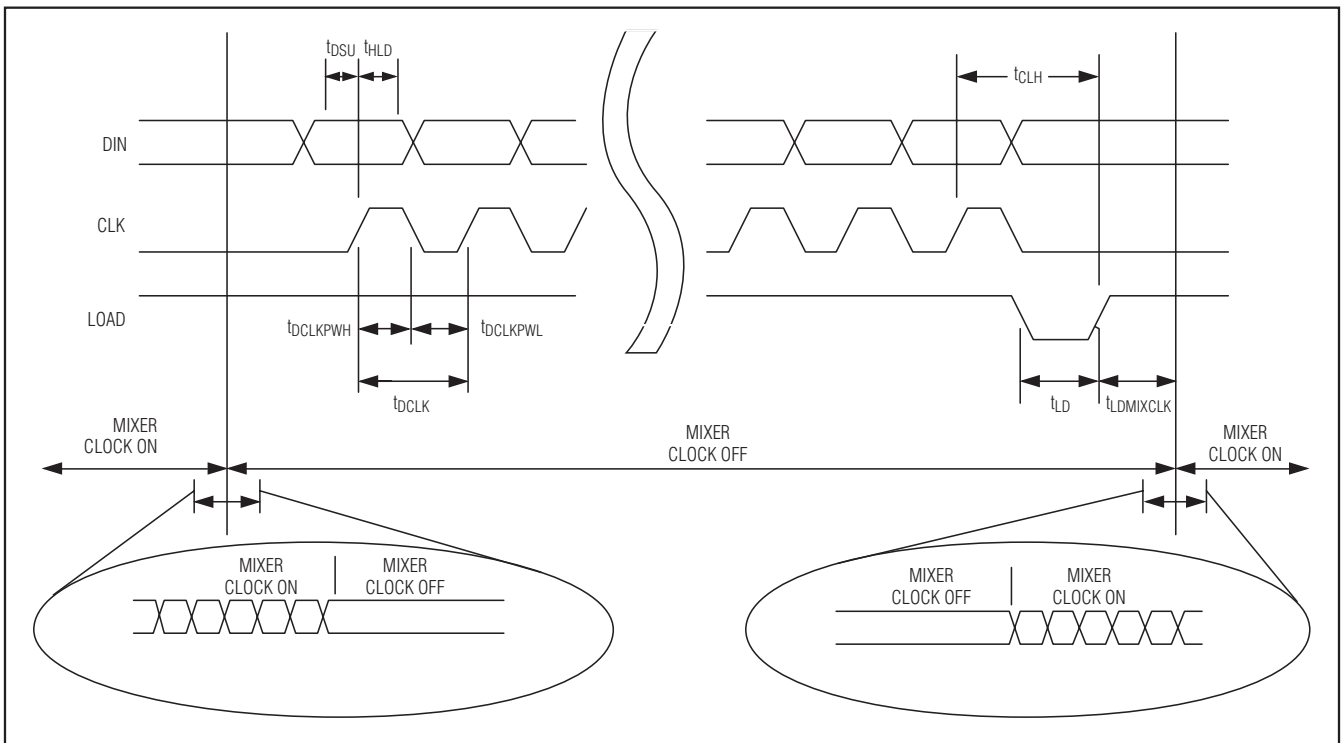 tDSU tHLD
tCLH
DIN
CLK
LOAD
tDCLKPWH
tDCLKPWL
tDCLK
tLD
tLDMIXCLK
MIXER
CLOCK ON
MIXER
CLOCK OFF
MIXER
CLOCK ON
MIXER
CLOCK ON
MIXER
CLOCK OFF
MIXER
CLOCK OFF
MIXER
CLOCK ON